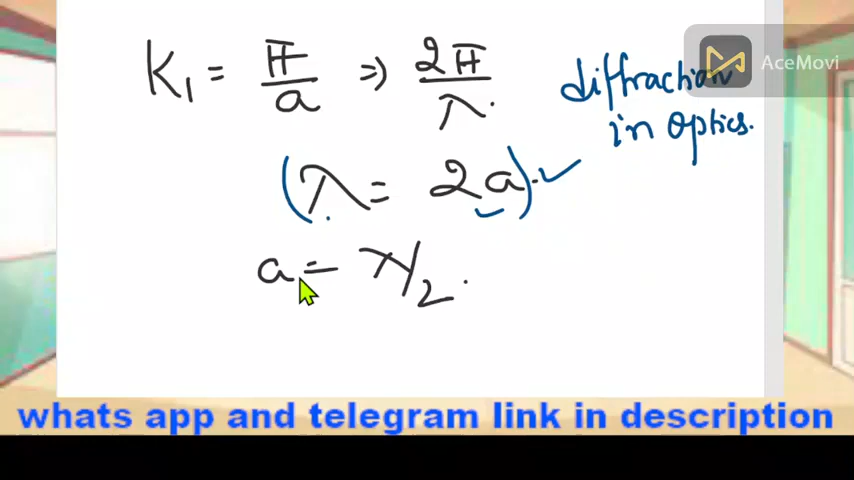 K₁ = π/a ⇒ 2π/λ.
diffraction in Optics.
(λ = 2a).✓
a = λ/2.
AceMovi
whats app and telegram link in description